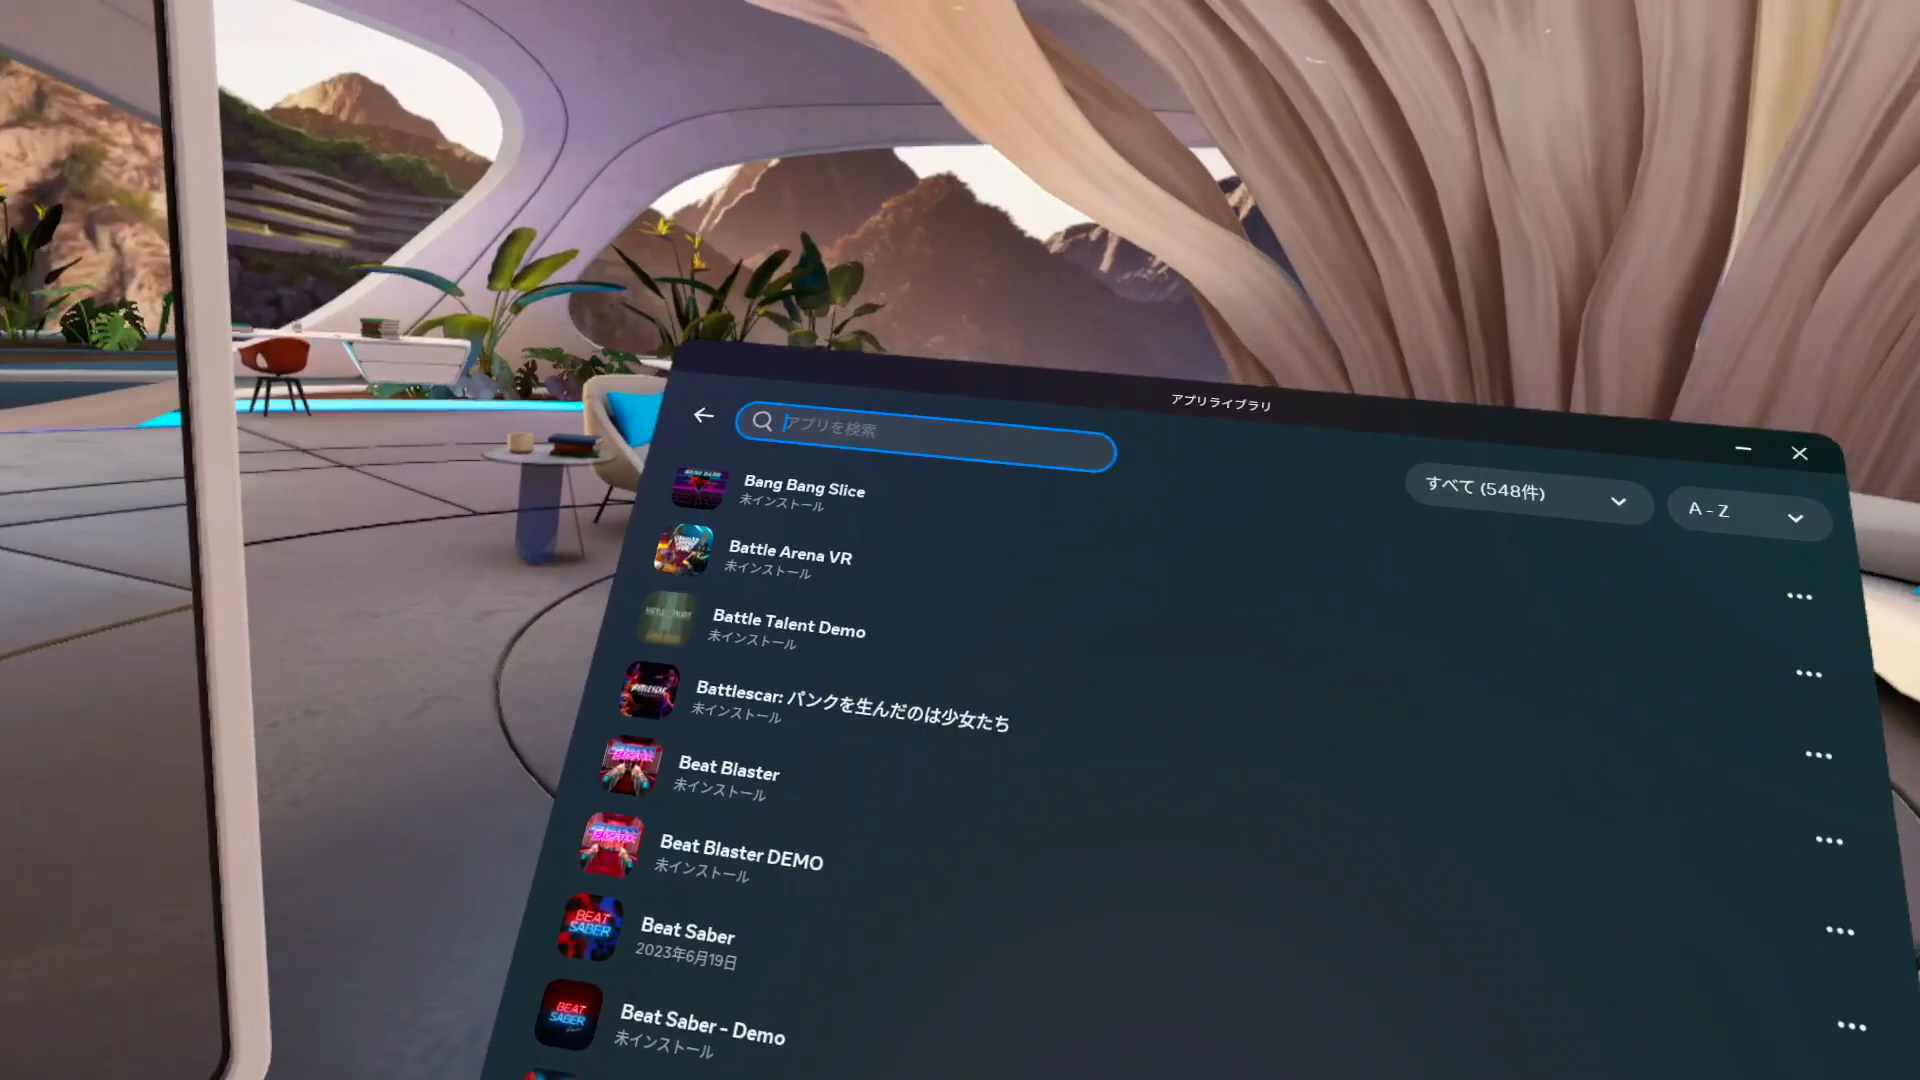 アプリライブラリ
アプリを検索
すべて (548件)
A - Z
Bang Bang Slice
未インストール
Battle Arena VR
未インストール
Battle Talent Demo
未インストール
Battlescar: パンクを生んだのは少女たち
未インストール
Beat Blaster
未インストール
Beat Blaster DEMO
未インストール
BEAT
SABER
Beat Saber
2023年6月19日
BEAT
SABER
Beat Saber - Demo
未インストール